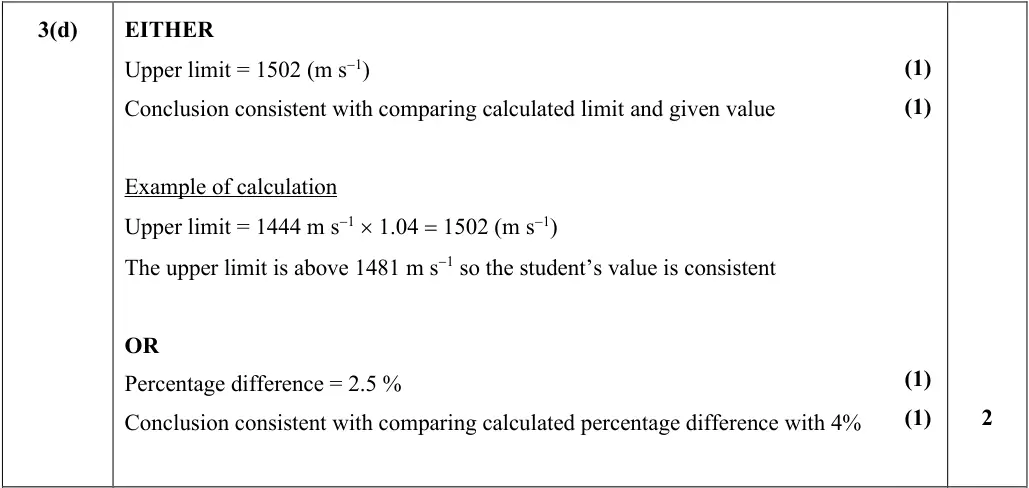 3(d) EITHER
Upper limit = 1502 (m s⁻¹) (1)
Conclusion consistent with comparing calculated limit and given value (1)
Example of calculation
Upper limit = 1444 m s⁻¹ × 1.04 = 1502 (m s⁻¹)
The upper limit is above 1481 m s⁻¹ so the student’s value is consistent
OR
Percentage difference = 2.5 % (1)
Conclusion consistent with comparing calculated percentage difference with 4% (1) 2